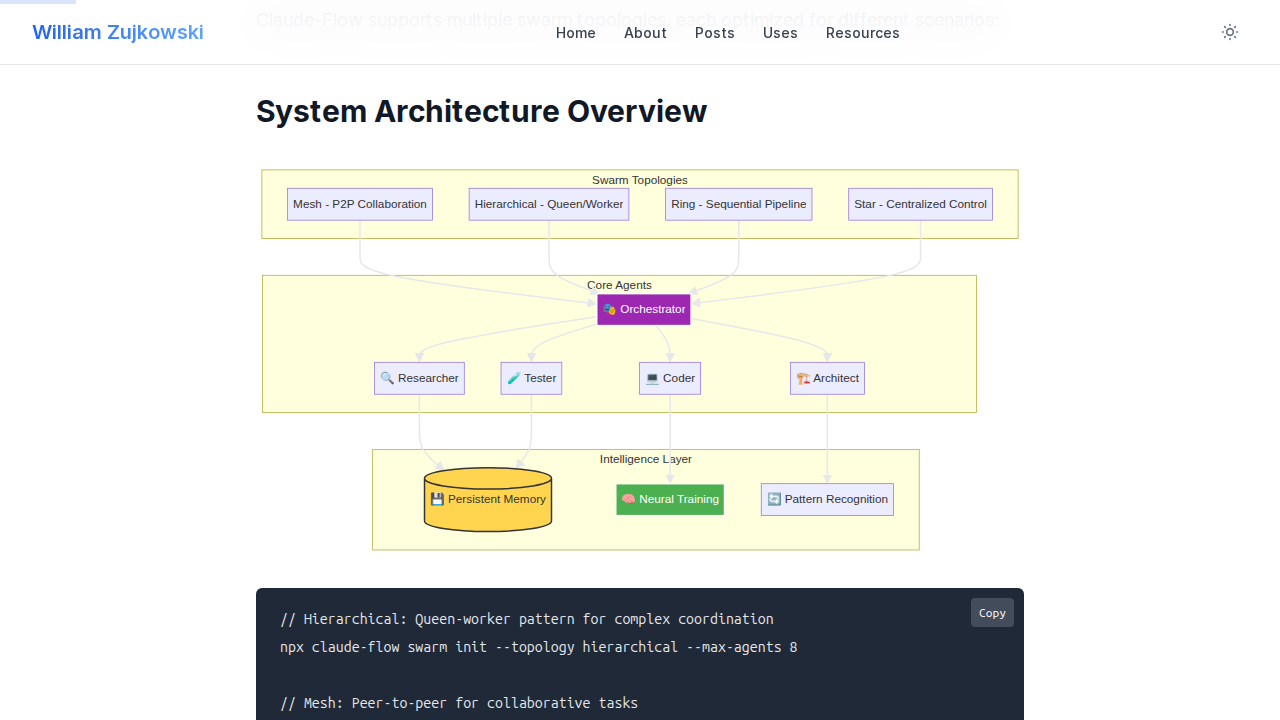 Claude-Flow supports multiple swarm topologies, each optimized for different scenarios:
William Zujkowski
Home About Posts Uses Resources
System Architecture Overview
Swarm Topologies
Mesh - P2P Collaboration
Hierarchical - Queen/Worker
Ring - Sequential Pipeline
Star - Centralized Control
Core Agents
🎭 Orchestrator
🔍 Researcher
🧪 Tester
💻 Coder
🏗️ Architect
Intelligence Layer
💾 Persistent Memory
🧠 Neural Training
🔄 Pattern Recognition
Copy
// Hierarchical: Queen-worker pattern for complex coordination
npx claude-flow swarm init --topology hierarchical --max-agents 8
// Mesh: Peer-to-peer for collaborative tasks